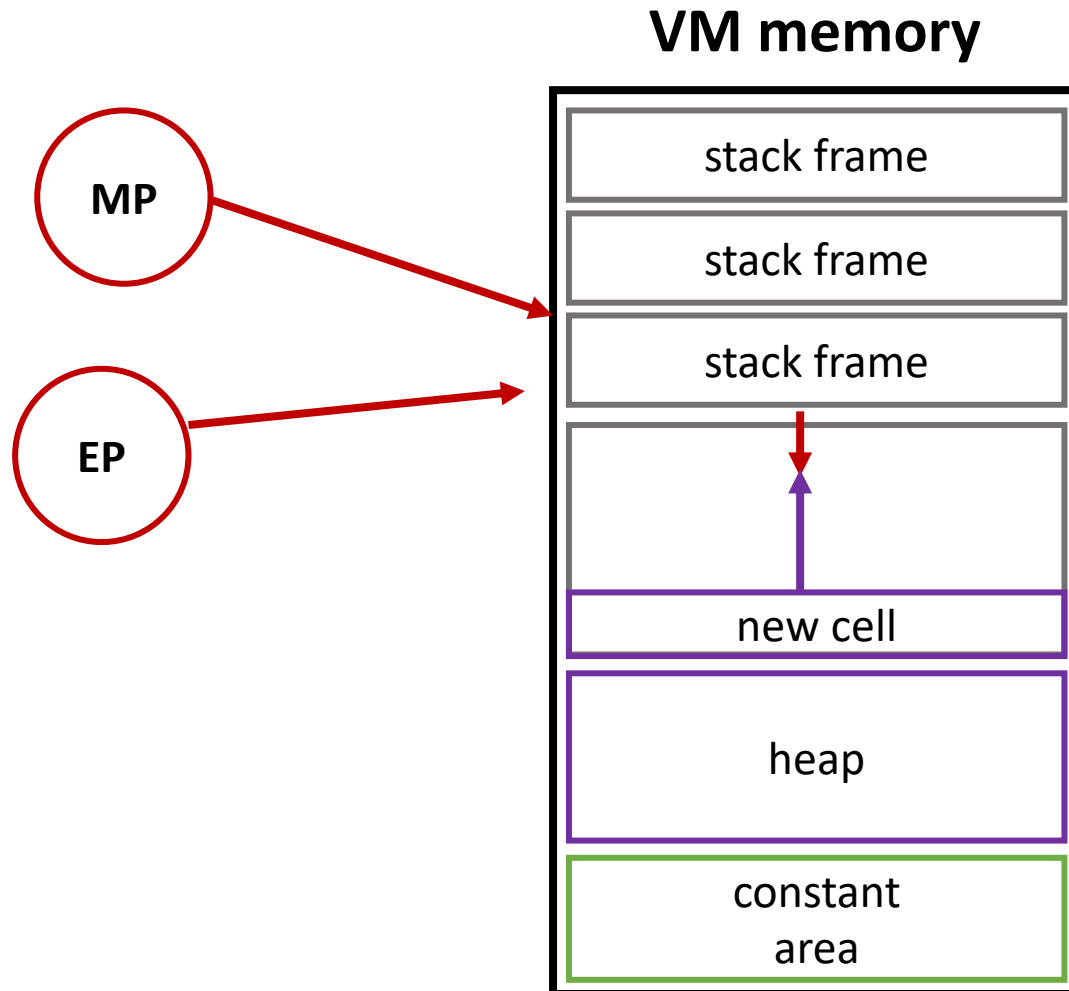 VM memory
stack frame
MP
stack frame
stack frame
EP
new cell
heap
constant
area